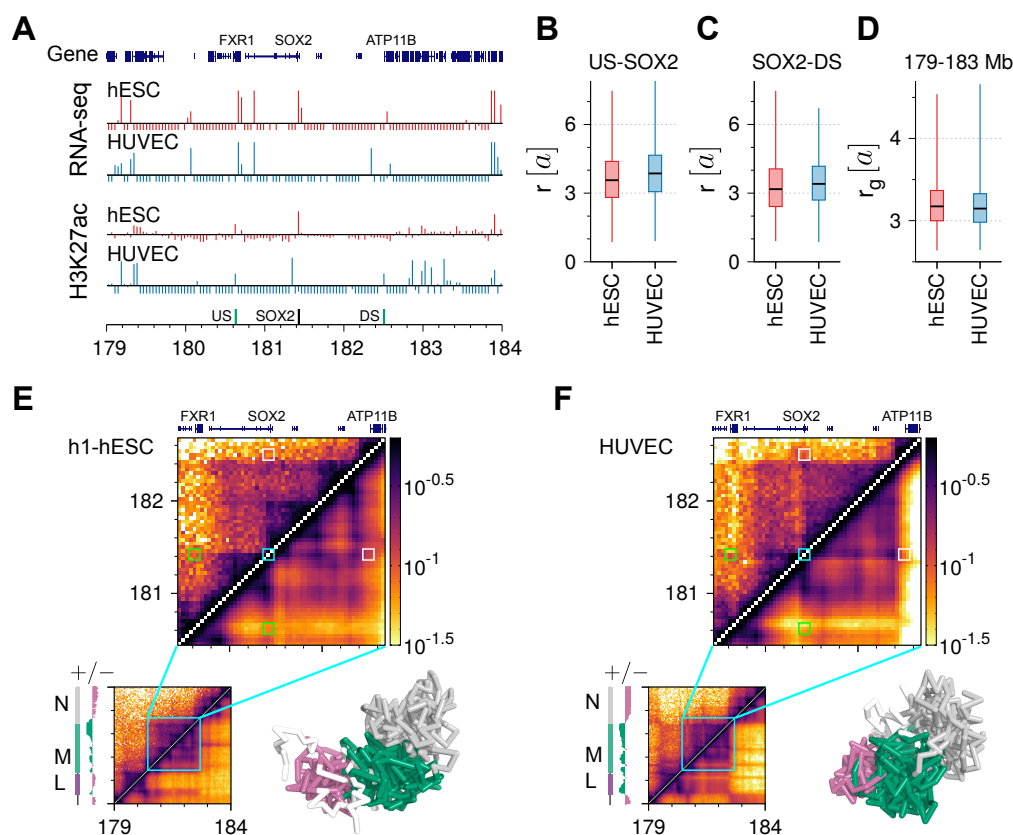 A
FXR1 SOX2 ATP11B
Gene
RNA-seq
hESC
HUVEC
H3K27ac
hESC
HUVEC
US SOX2 DS
179 180 181 182 183 184
B
US-SOX2
r [a]
6
3
0
hESC HUVEC
C
SOX2-DS
r [a]
6
3
0
hESC HUVEC
D
179-183 Mb
r_g [a]
4
3
hESC HUVEC
E
FXR1 SOX2 ATP11B
h1-hESC
182
181
10^-0.5
10^-1
10^-1.5
+/−
N
M
L
179 184
F
FXR1 SOX2 ATP11B
HUVEC
182
181
10^-0.5
10^-1
10^-1.5
+/−
N
M
L
179 184